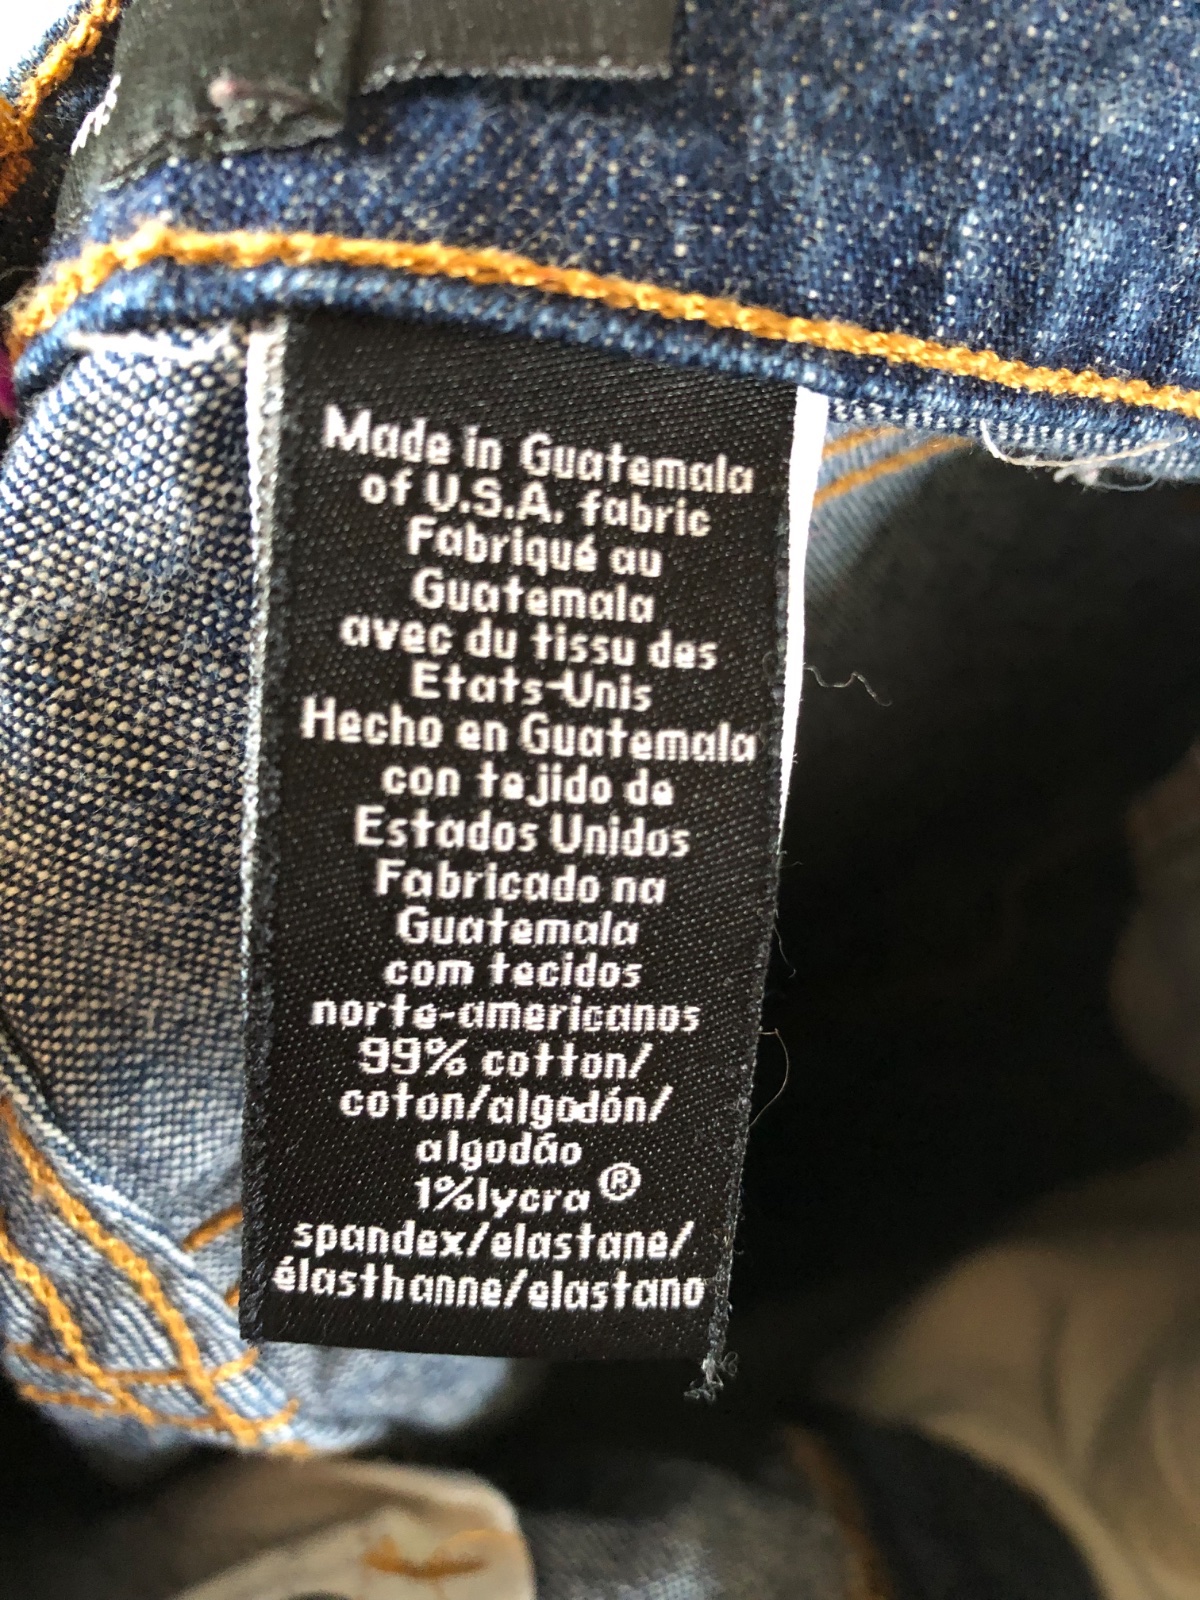 Made in Guatemala
of U.S.A. fabric
Fabriqué au
Guatemala
avec du tissu des
Etats-Unis
Hecho en Guatemala
con tejido de
Estados Unidos
Fabricado na
Guatemala
com tecidos
norte-americanos
99% cotton/
coton/algodón/
algodão
1%lycra®
spandex/elastane/
élasthanne/elastano